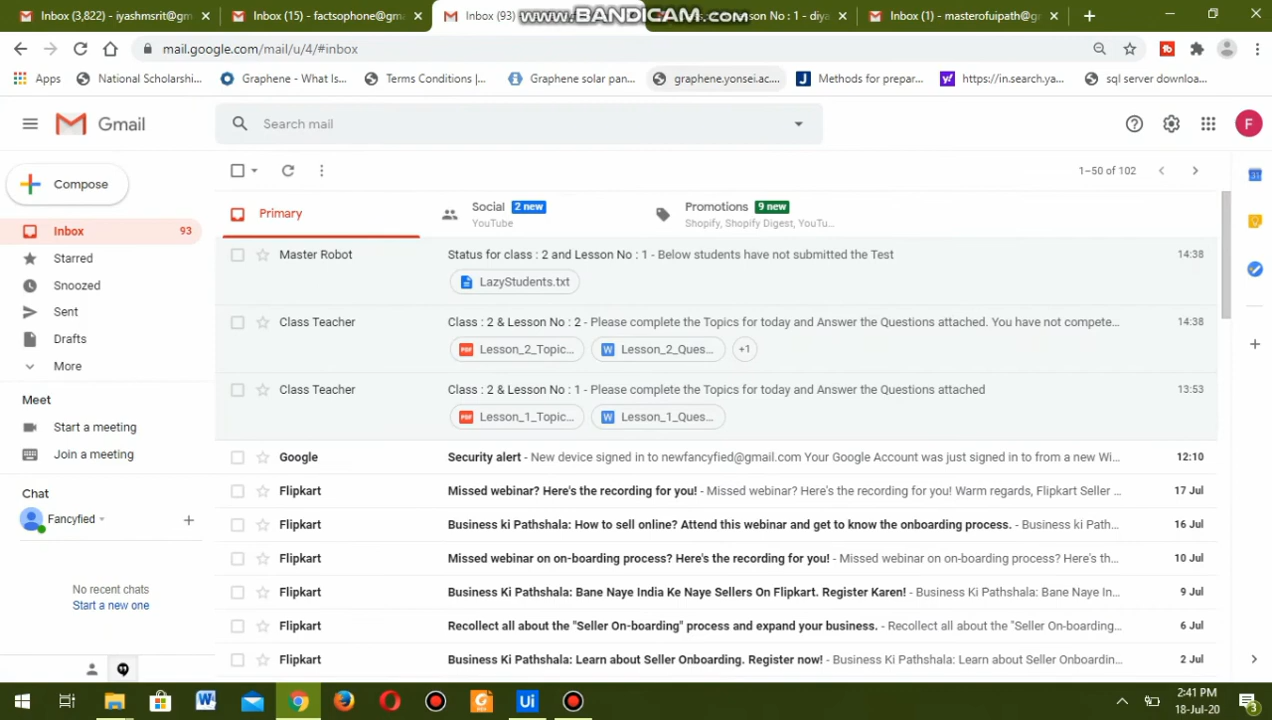 Inbox (3,822) - iyashmsrit@gm
Inbox (15) - factsophone@gma
Inbox (93)
www.BANDICAM.com
sson No : 1 - diya
Inbox (1) - masterofuipath@g
mail.google.com/mail/u/4/#inbox
Apps
National Scholarshi...
Graphene - What Is...
Terms Conditions |...
Graphene solar pan...
graphene.yonsei.ac....
Methods for prepar...
https://in.search.ya...
sql server downloa...
Gmail
Search mail
F
Compose
1–50 of 102
Primary
Social 2 new
YouTube
Promotions 9 new
Shopify, Shopify Digest, YouTu...
Inbox 93
Starred
Snoozed
Sent
Drafts
More
Meet
Start a meeting
Join a meeting
Chat
Fancyfied
No recent chats
Start a new one
Master Robot Status for class : 2 and Lesson No : 1 - Below students have not submitted the Test 14:38
LazyStudents.txt
Class Teacher Class : 2 & Lesson No : 2 - Please complete the Topics for today and Answer the Questions attached. You have not compete... 14:38
PDF Lesson_2_Topic... W Lesson_2_Ques... +1
Class Teacher Class : 2 & Lesson No : 1 - Please complete the Topics for today and Answer the Questions attached 13:53
PDF Lesson_1_Topic... W Lesson_1_Ques...
Google Security alert - New device signed in to newfancyfied@gmail.com Your Google Account was just signed in to from a new Wi... 12:10
Flipkart Missed webinar? Here's the recording for you! - Missed webinar? Here's the recording for you! Warm regards, Flipkart Seller ... 17 Jul
Flipkart Business ki Pathshala: How to sell online? Attend this webinar and get to know the onboarding process. - Business ki Path... 16 Jul
Flipkart Missed webinar on on-boarding process? Here's the recording for you! - Missed webinar on on-boarding process? Here's th... 10 Jul
Flipkart Business Ki Pathshala: Bane Naye India Ke Naye Sellers On Flipkart. Register Karen! - Business Ki Pathshala: Bane Naye In... 9 Jul
Flipkart Recollect all about the "Seller On-boarding" process and expand your business. - Recollect all about the "Seller On-boarding... 6 Jul
Flipkart Business Ki Pathshala: Learn about Seller Onboarding. Register now! - Business Ki Pathshala: Learn about Seller Onboardin... 2 Jul
Ui
2:41 PM
18-Jul-20
3